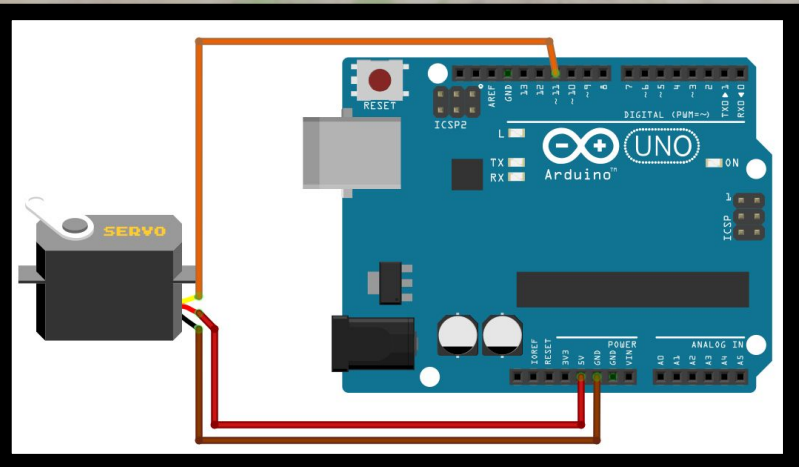 RESET
ICSP2
AREF
GND
13
12
~11
~10
~9
8
7
~6
~5
4
~3
2
TX0▶1
RX0◀0
DIGITAL (PWM=~)
L
TX
RX
Arduino™
UNO
ON
1
ICSP
SERVO
POWER
ANALOG IN
IOREF
RESET
3V3
5V
GND
GND
VIN
A0
A1
A2
A3
A4
A5